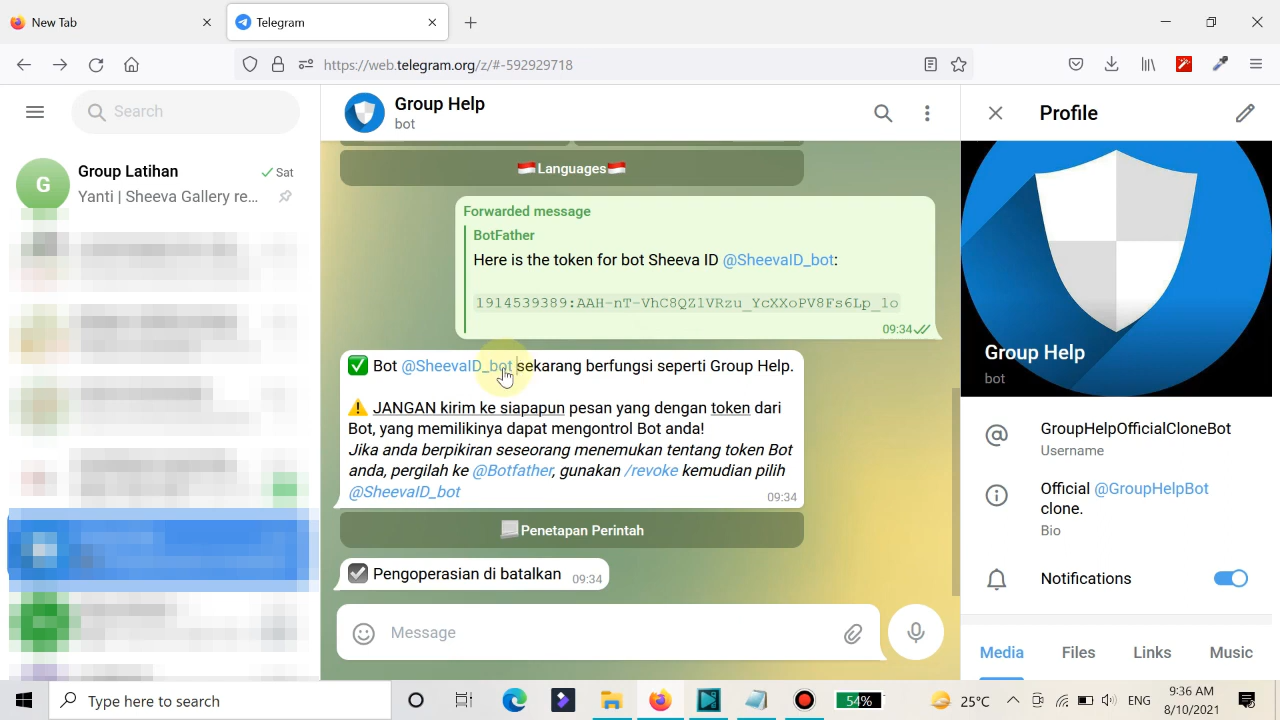 New Tab
Telegram
https://web.telegram.org/z/#-592929718
Search
Group Latihan
Sat
Yanti | Sheeva Gallery re...
Group Help
bot
🇮🇩Languages🇮🇩
Forwarded message
BotFather
Here is the token for bot Sheeva ID @SheevaID_bot:
1914539389:AAH-nT-VhC8QZlVRzu_YcXXoPV8Fs6Lp_lo
09:34
✅ Bot @SheevaID_bot sekarang berfungsi seperti Group Help.
⚠️ JANGAN kirim ke siapapun pesan yang dengan token dari
Bot, yang memilikinya dapat mengontrol Bot anda!
Jika anda berpikiran seseorang menemukan tentang token Bot
anda, pergilah ke @Botfather, gunakan /revoke kemudian pilih
@SheevaID_bot
09:34
Penetapan Perintah
Pengoperasian di batalkan 09:34
Message
Profile
Group Help
bot
GroupHelpOfficialCloneBot
Username
Official @GroupHelpBot
clone.
Bio
Notifications
Media Files Links Music
Type here to search
54%
25°C
ENG
9:36 AM
8/10/2021